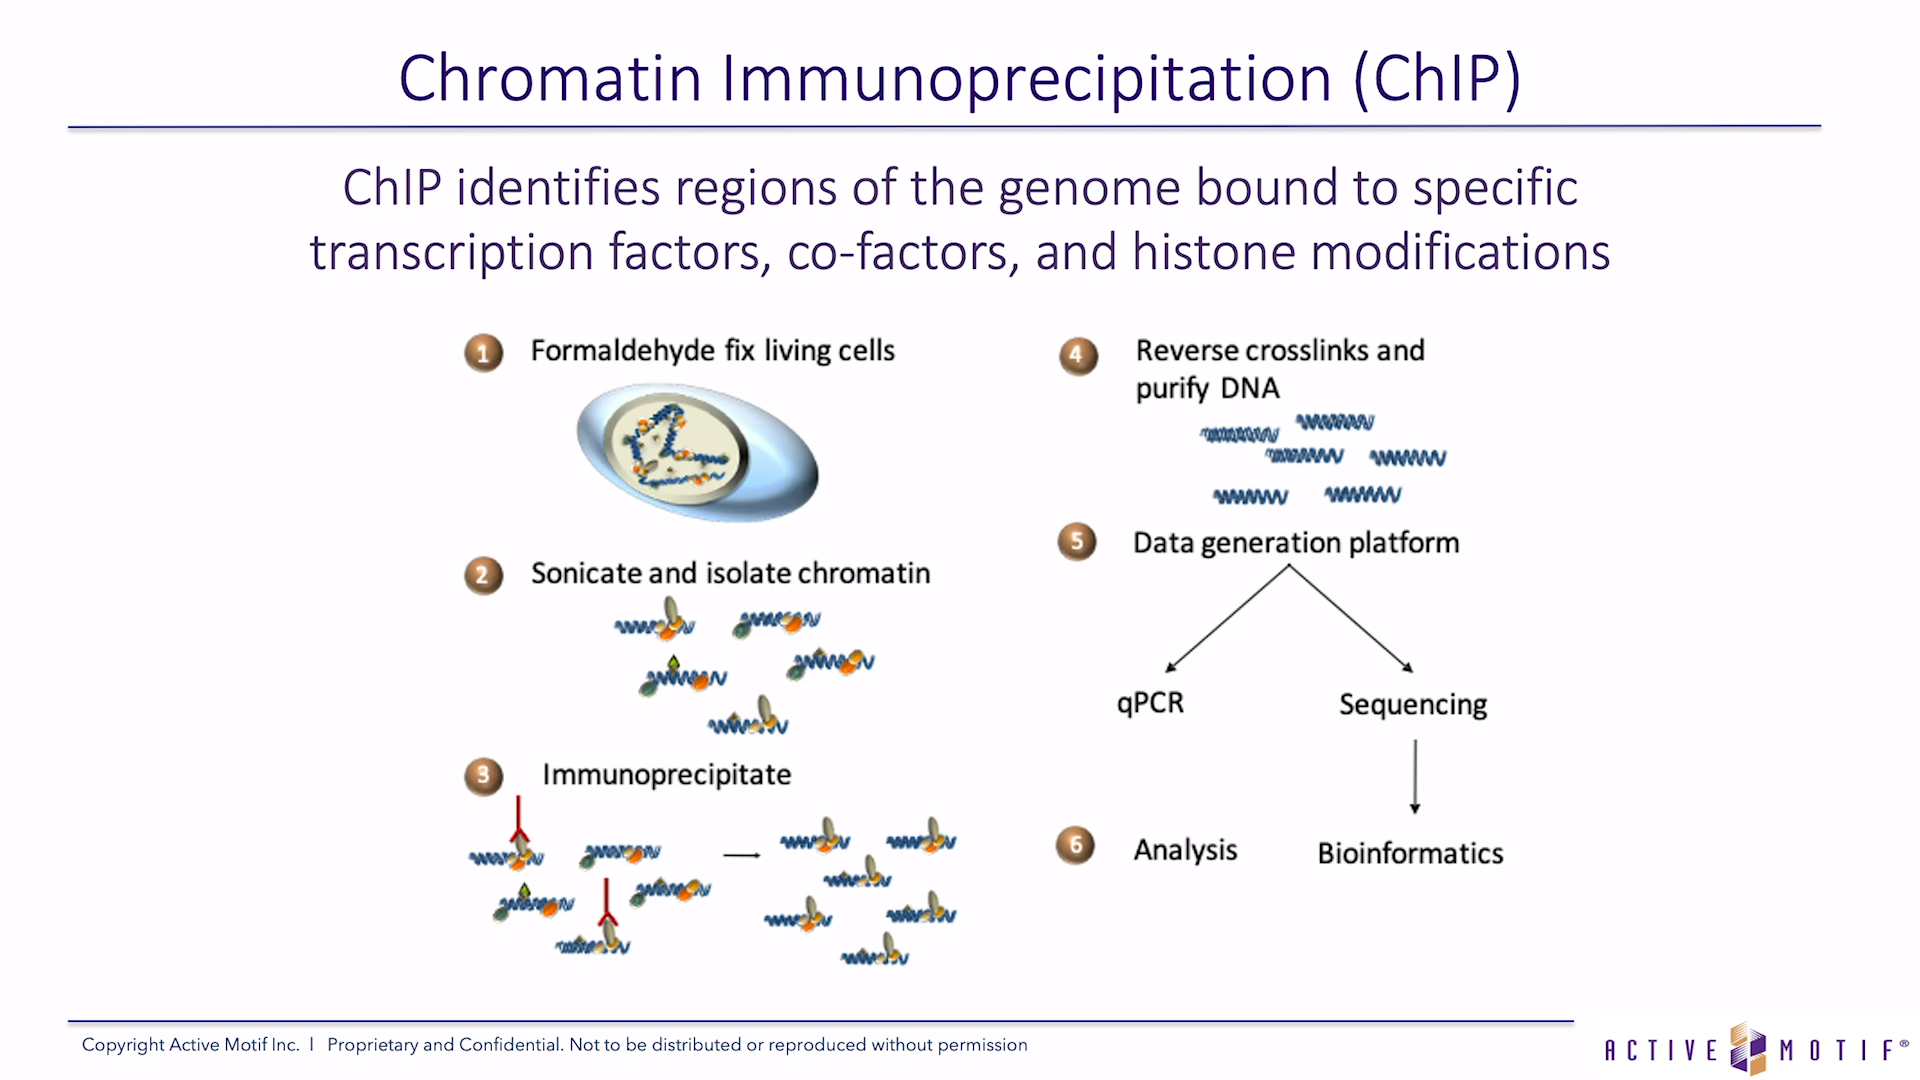 Chromatin Immunoprecipitation (ChIP)
ChIP identifies regions of the genome bound to specific
transcription factors, co-factors, and histone modifications
1 Formaldehyde fix living cells
2 Sonicate and isolate chromatin
3 Immunoprecipitate
4 Reverse crosslinks and
purify DNA
5 Data generation platform
qPCR Sequencing
6 Analysis Bioinformatics
Copyright Active Motif Inc. | Proprietary and Confidential. Not to be distributed or reproduced without permission
ACTIVE MOTIF®